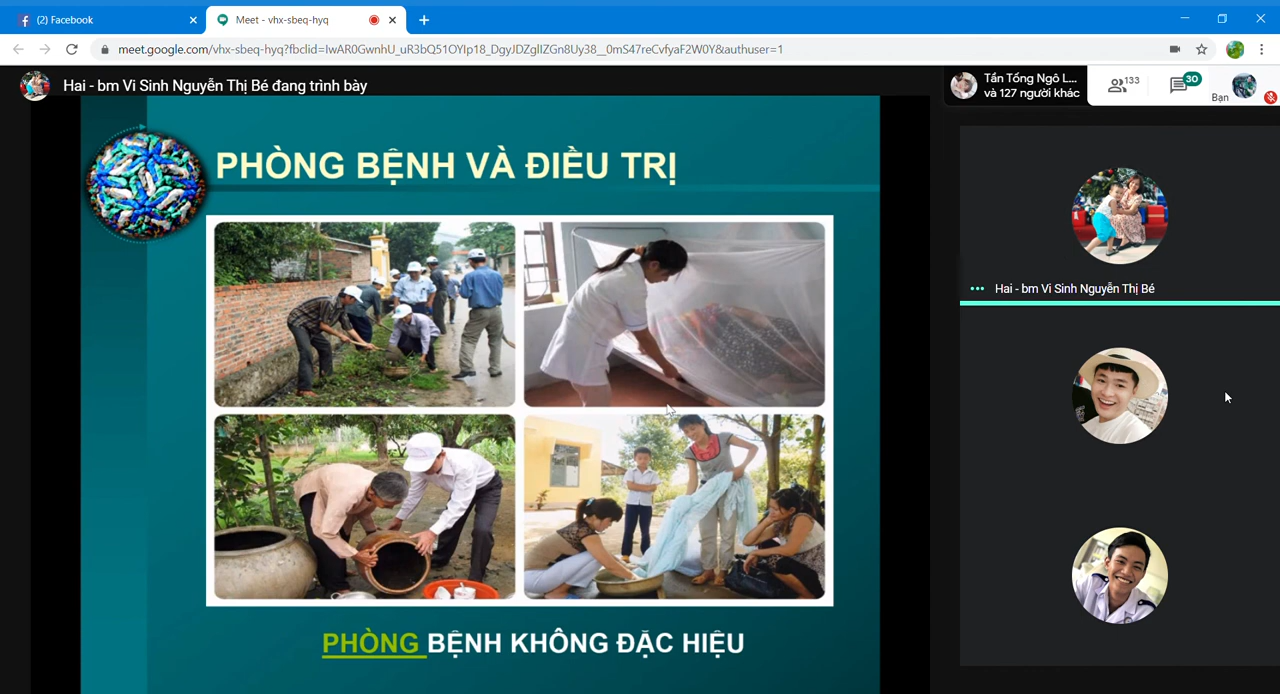 (2) Facebook
Meet - vhx-sbeq-hyq
meet.google.com/vhx-sbeq-hyq?fbclid=IwAR0GwnhU_uR3bQ51OYIp18_DgyJDZglIZGn8Uy38__0mS47reCvfyaF2W0Y&authuser=1
Hai - bm Vi Sinh Nguyễn Thị Bé đang trình bày
Tần Tống Ngô L...
và 127 người khác
133
30
Bạn
PHÒNG BỆNH VÀ ĐIỀU TRỊ
Hai - bm Vi Sinh Nguyễn Thị Bé
PHÒNG BỆNH KHÔNG ĐẶC HIỆU